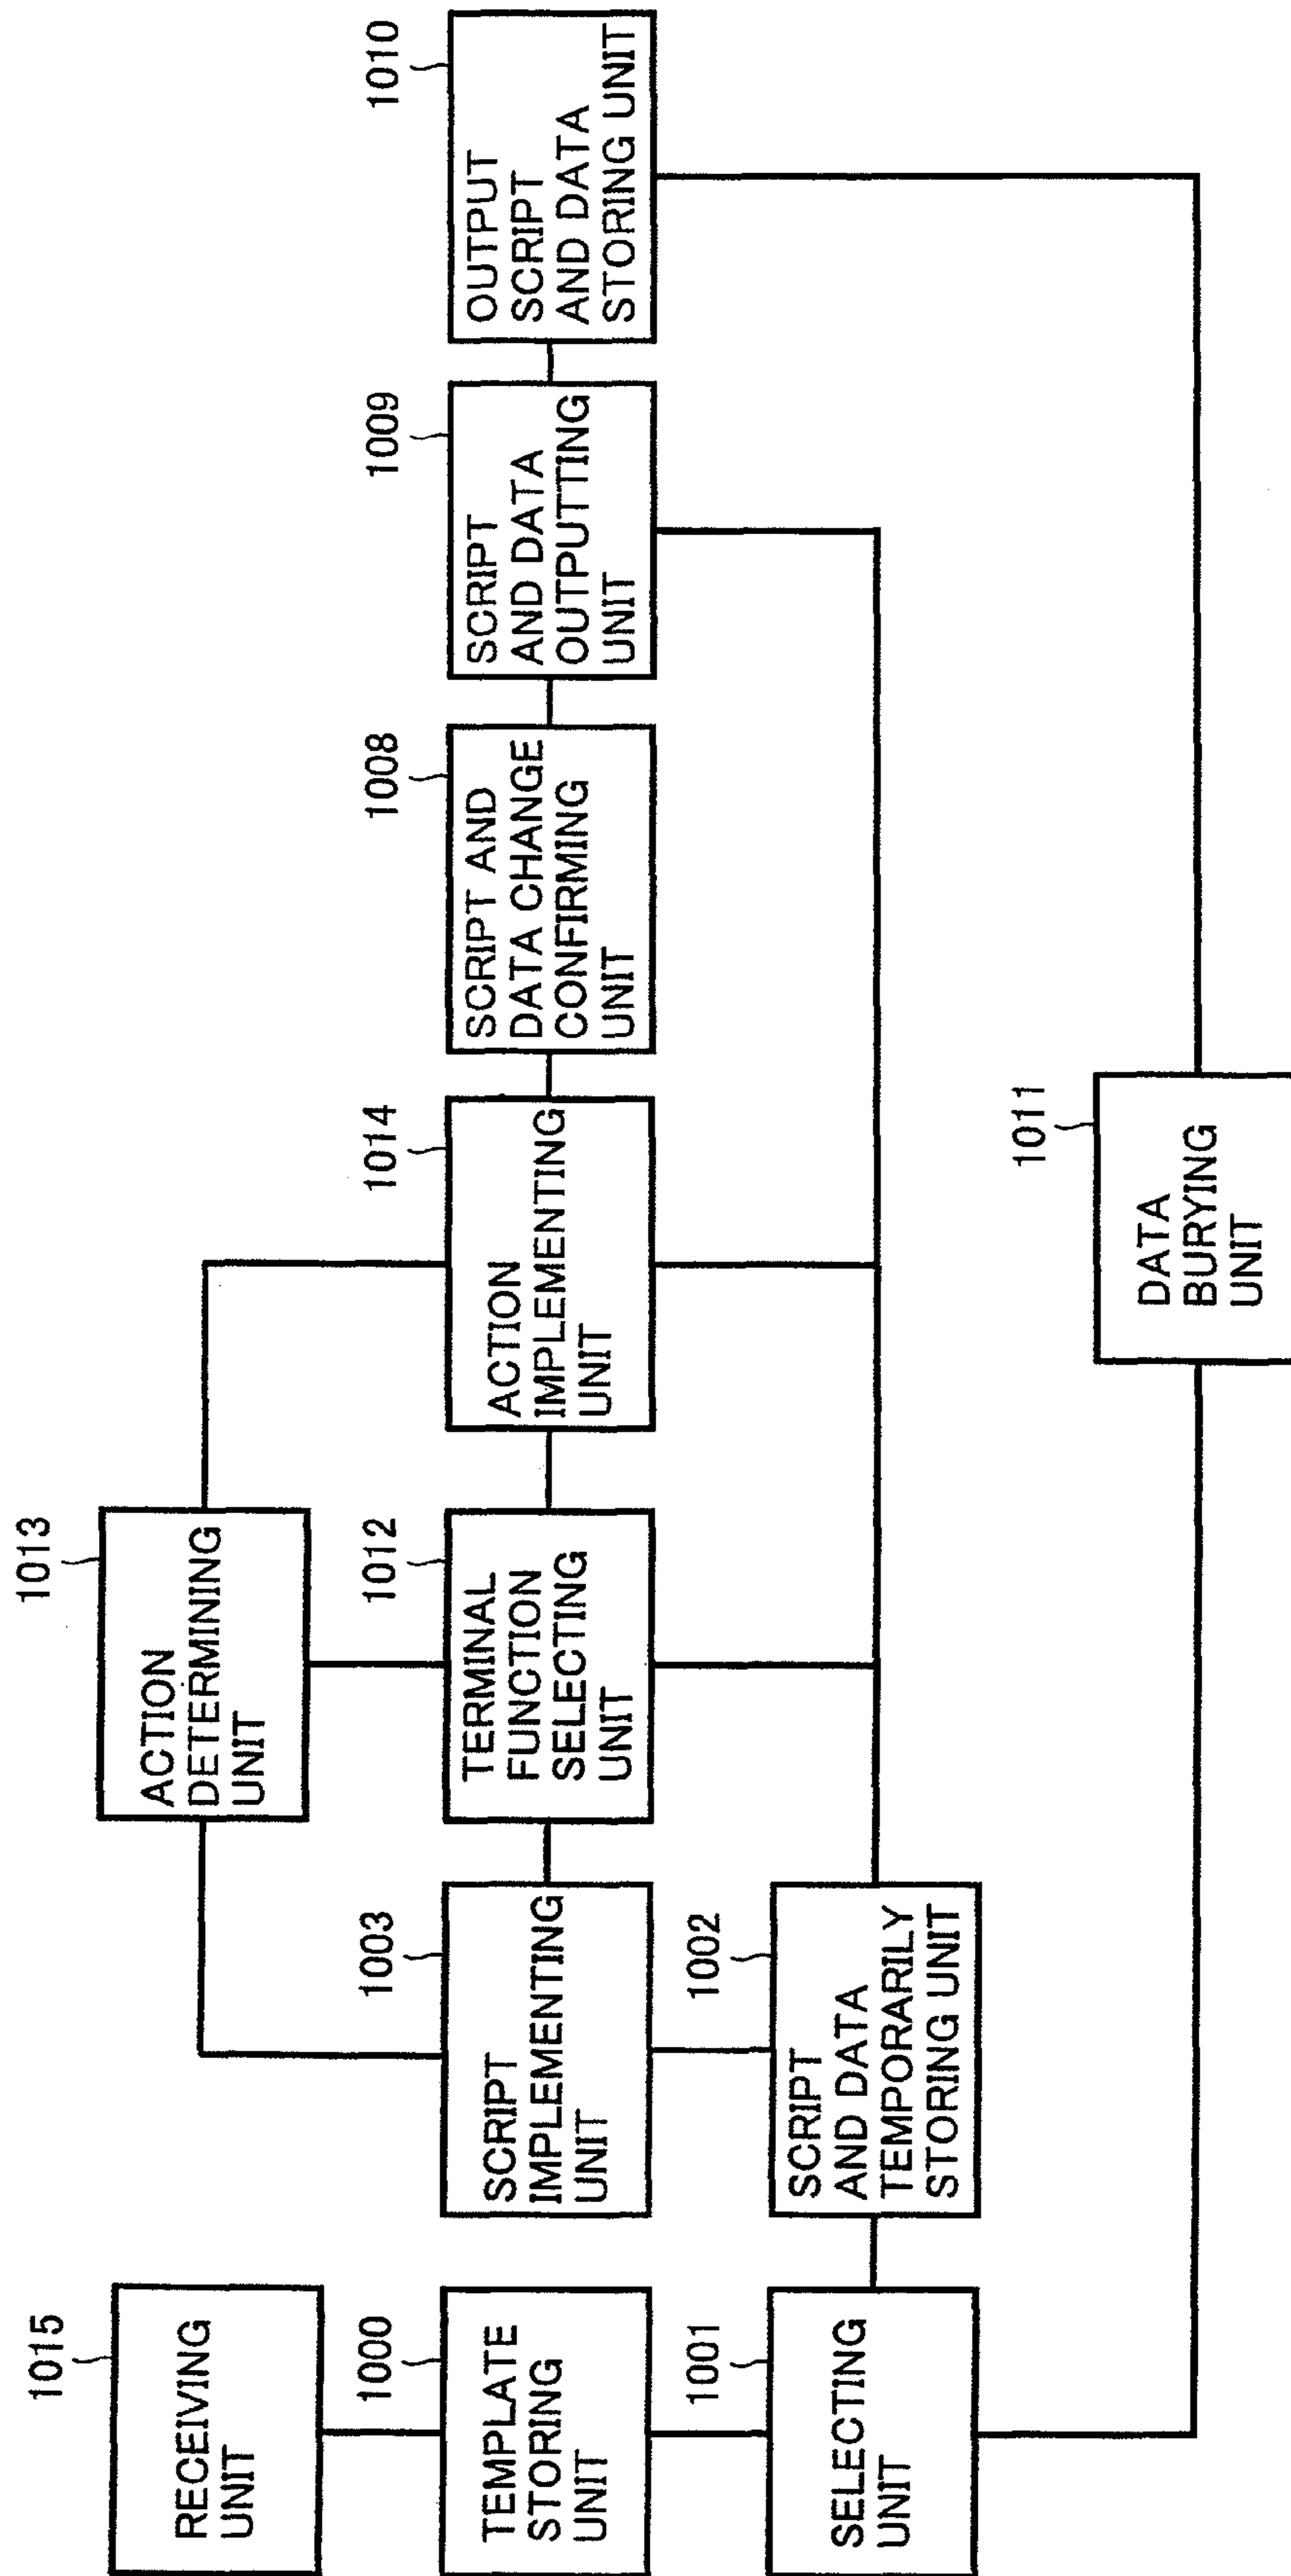 1015
RECEIVING
UNIT
1013
ACTION
DETERMINING
UNIT
1000
TEMPLATE
STORING
UNIT
1003
SCRIPT
IMPLEMENTING
UNIT
1012
TERMINAL
FUNCTION
SELECTING
UNIT
1014
ACTION
IMPLEMENTING
UNIT
1008
SCRIPT AND
DATA CHANGE
CONFIRMING
UNIT
1009
SCRIPT
AND DATA
OUTPUTTING
UNIT
1010
OUTPUT
SCRIPT
AND DATA
STORING UNIT
1001
SELECTING
UNIT
1002
SCRIPT
AND DATA
TEMPORARILY
STORING UNIT
1011
DATA
BURYING
UNIT